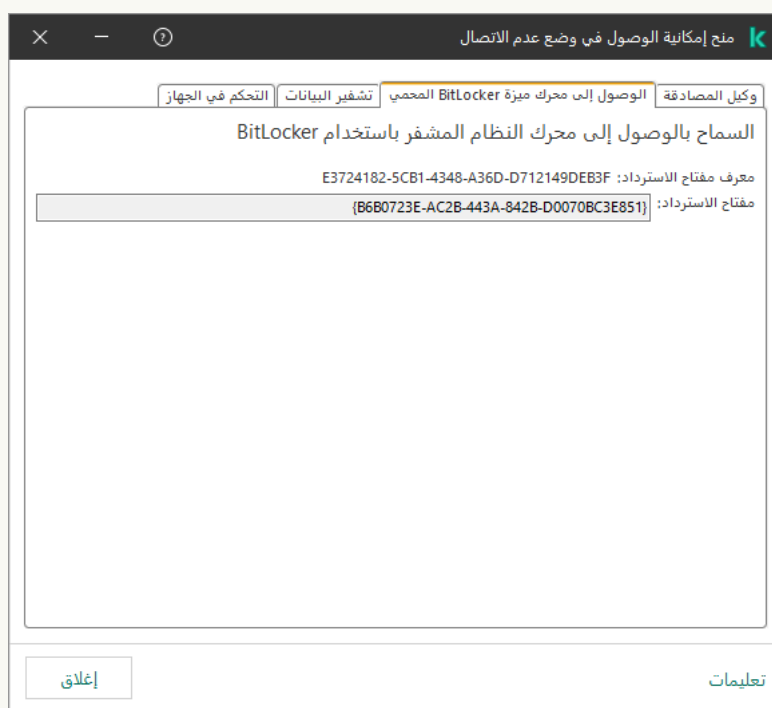 منح إمكانية الوصول في وضع عدم الاتصال
وكيل المصادقة
الوصول إلى محرك ميزة BitLocker المحمي
تشفير البيانات
التحكم في الجهاز
السماح بالوصول إلى محرك النظام المشفر باستخدام BitLocker
معرف مفتاح الاسترداد: E3724182-5CB1-4348-A36D-D712149DEB3F
مفتاح الاسترداد: {B6B0723E-AC2B-443A-842B-D0070BC3E851}
تعليمات
إغلاق